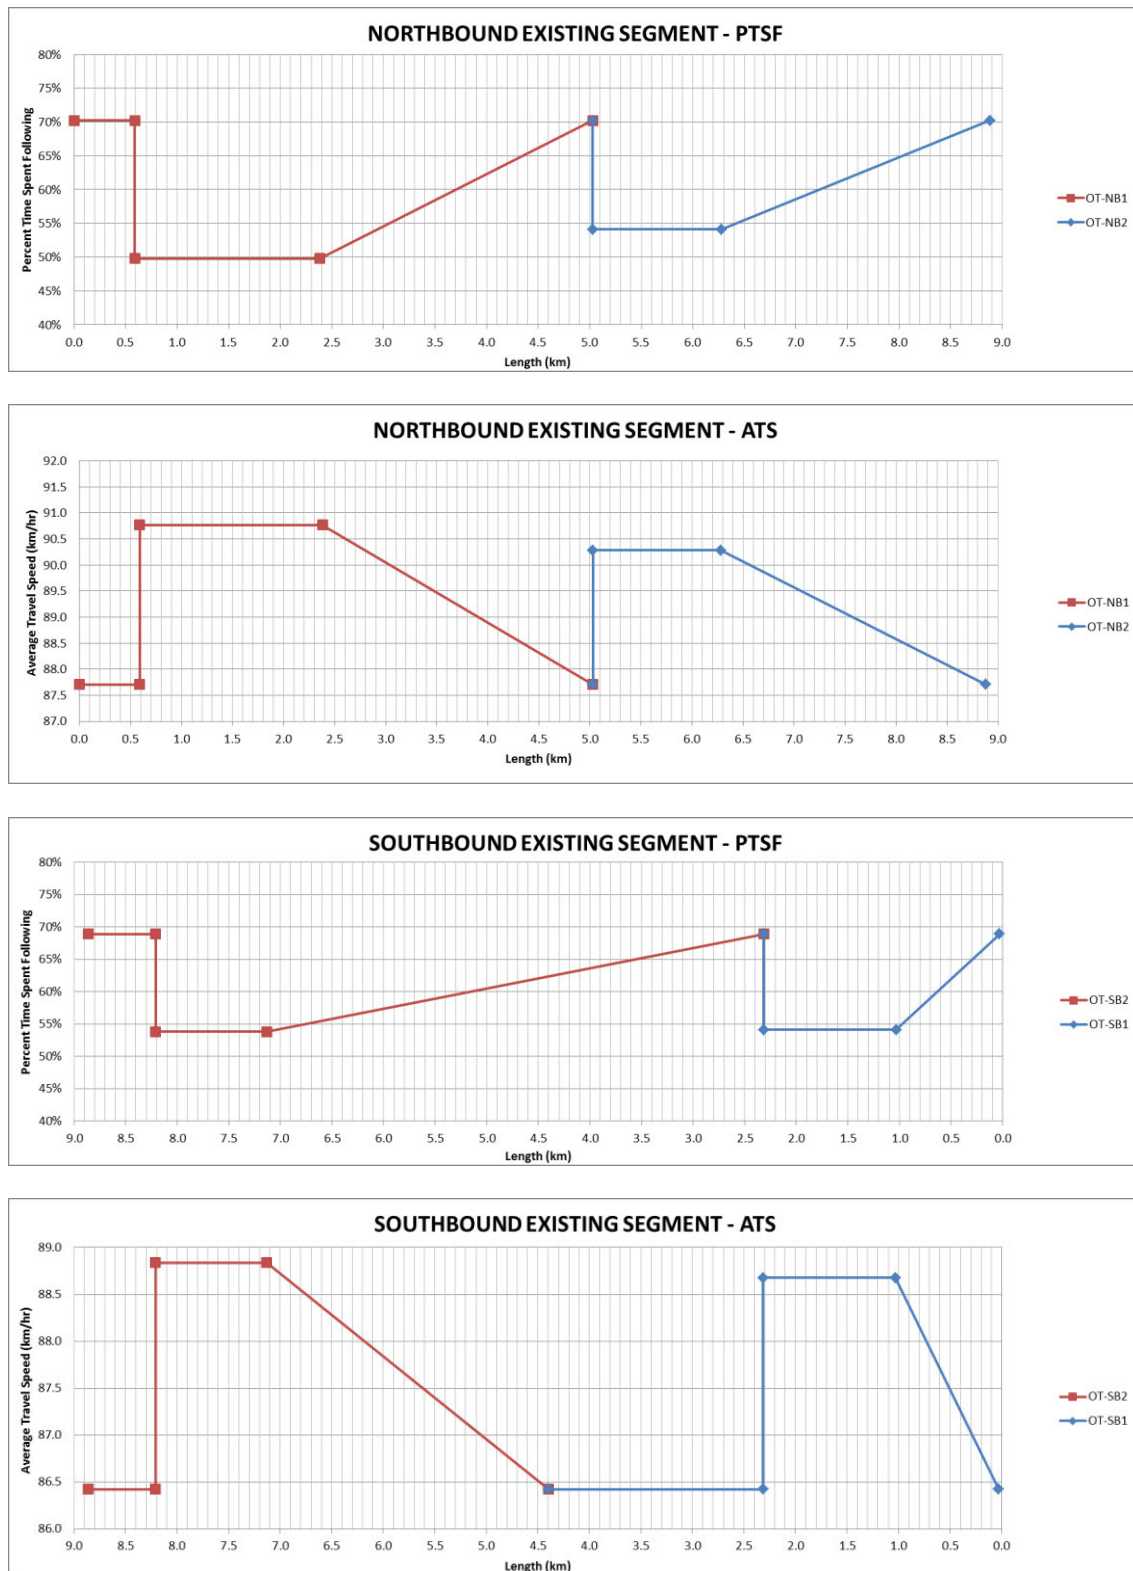 NORTHBOUND EXISTING SEGMENT - PTSF
Percent Time Spent Following
80%
75%
70%
65%
60%
55%
50%
45%
40%
0.0 0.5 1.0 1.5 2.0 2.5 3.0 3.5 4.0 4.5 5.0 5.5 6.0 6.5 7.0 7.5 8.0 8.5 9.0
Length (km)
OT-NB1
OT-NB2
NORTHBOUND EXISTING SEGMENT - ATS
Average Travel Speed (km/hr)
92.0
91.5
91.0
90.5
90.0
89.5
89.0
88.5
88.0
87.5
87.0
0.0 0.5 1.0 1.5 2.0 2.5 3.0 3.5 4.0 4.5 5.0 5.5 6.0 6.5 7.0 7.5 8.0 8.5 9.0
Length (km)
OT-NB1
OT-NB2
SOUTHBOUND EXISTING SEGMENT - PTSF
Percent Time Spent Following
80%
75%
70%
65%
60%
55%
50%
45%
40%
9.0 8.5 8.0 7.5 7.0 6.5 6.0 5.5 5.0 4.5 4.0 3.5 3.0 2.5 2.0 1.5 1.0 0.5 0.0
Length (km)
OT-SB2
OT-SB1
SOUTHBOUND EXISTING SEGMENT - ATS
Average Travel Speed (km/hr)
89.0
88.5
88.0
87.5
87.0
86.5
86.0
9.0 8.5 8.0 7.5 7.0 6.5 6.0 5.5 5.0 4.5 4.0 3.5 3.0 2.5 2.0 1.5 1.0 0.5 0.0
Length (km)
OT-SB2
OT-SB1